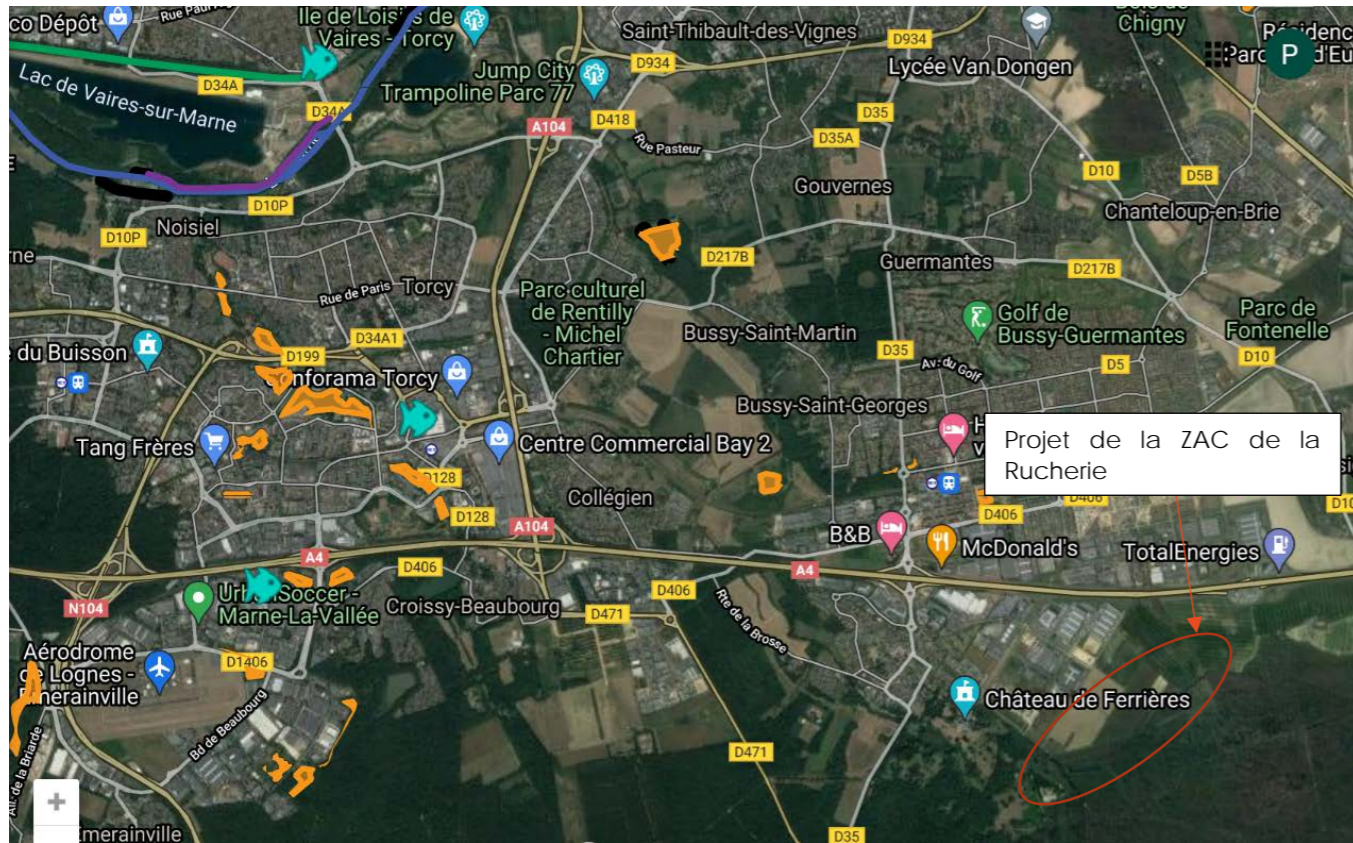 co Dépôt
Ile de Loisirs de
Vaires - Torcy
Saint-Thibault-des-Vignes
D934
Chigny
Lycée Van Dongen
P
D34A
Jump City
Trampoline Parc 77
D934
Lac de Vaires-sur-Marne
D34A
A104
D418
D35
Rue Pasteur
D35A
D10
D5B
Gouvernes
D10P
Noisiel
D10P
Chanteloup-en-Brie
D217B
Guermantes
D217B
Rue de Paris
Torcy
Parc culturel
de Rentilly
- Michel
Chartier
Golf de
Bussy-Guermantes
Parc de
Fontenelle
D34A1
Bussy-Saint-Martin
du Buisson
D199
D35
D10
D5
Av. du Golf
onforama Torcy
Bussy-Saint-Georges
Projet de la ZAC de la
Rucherie
Tang Frères
Centre Commercial Bay 2
D128
Collégien
D406
D128
D406
A104
B&B
McDonald's
TotalEnergies
A4
D406
A4
D406
Soccer -
Marne-La-Vallée
N104
Croissy-Beaubourg
D471
Rte de la Brosse
Aérodrome
de Lognes -
Emerainville
D1406
Château de Ferrières
Bd de Beaubourg
D471
All. de la Briarde
+
Emerainville
D35